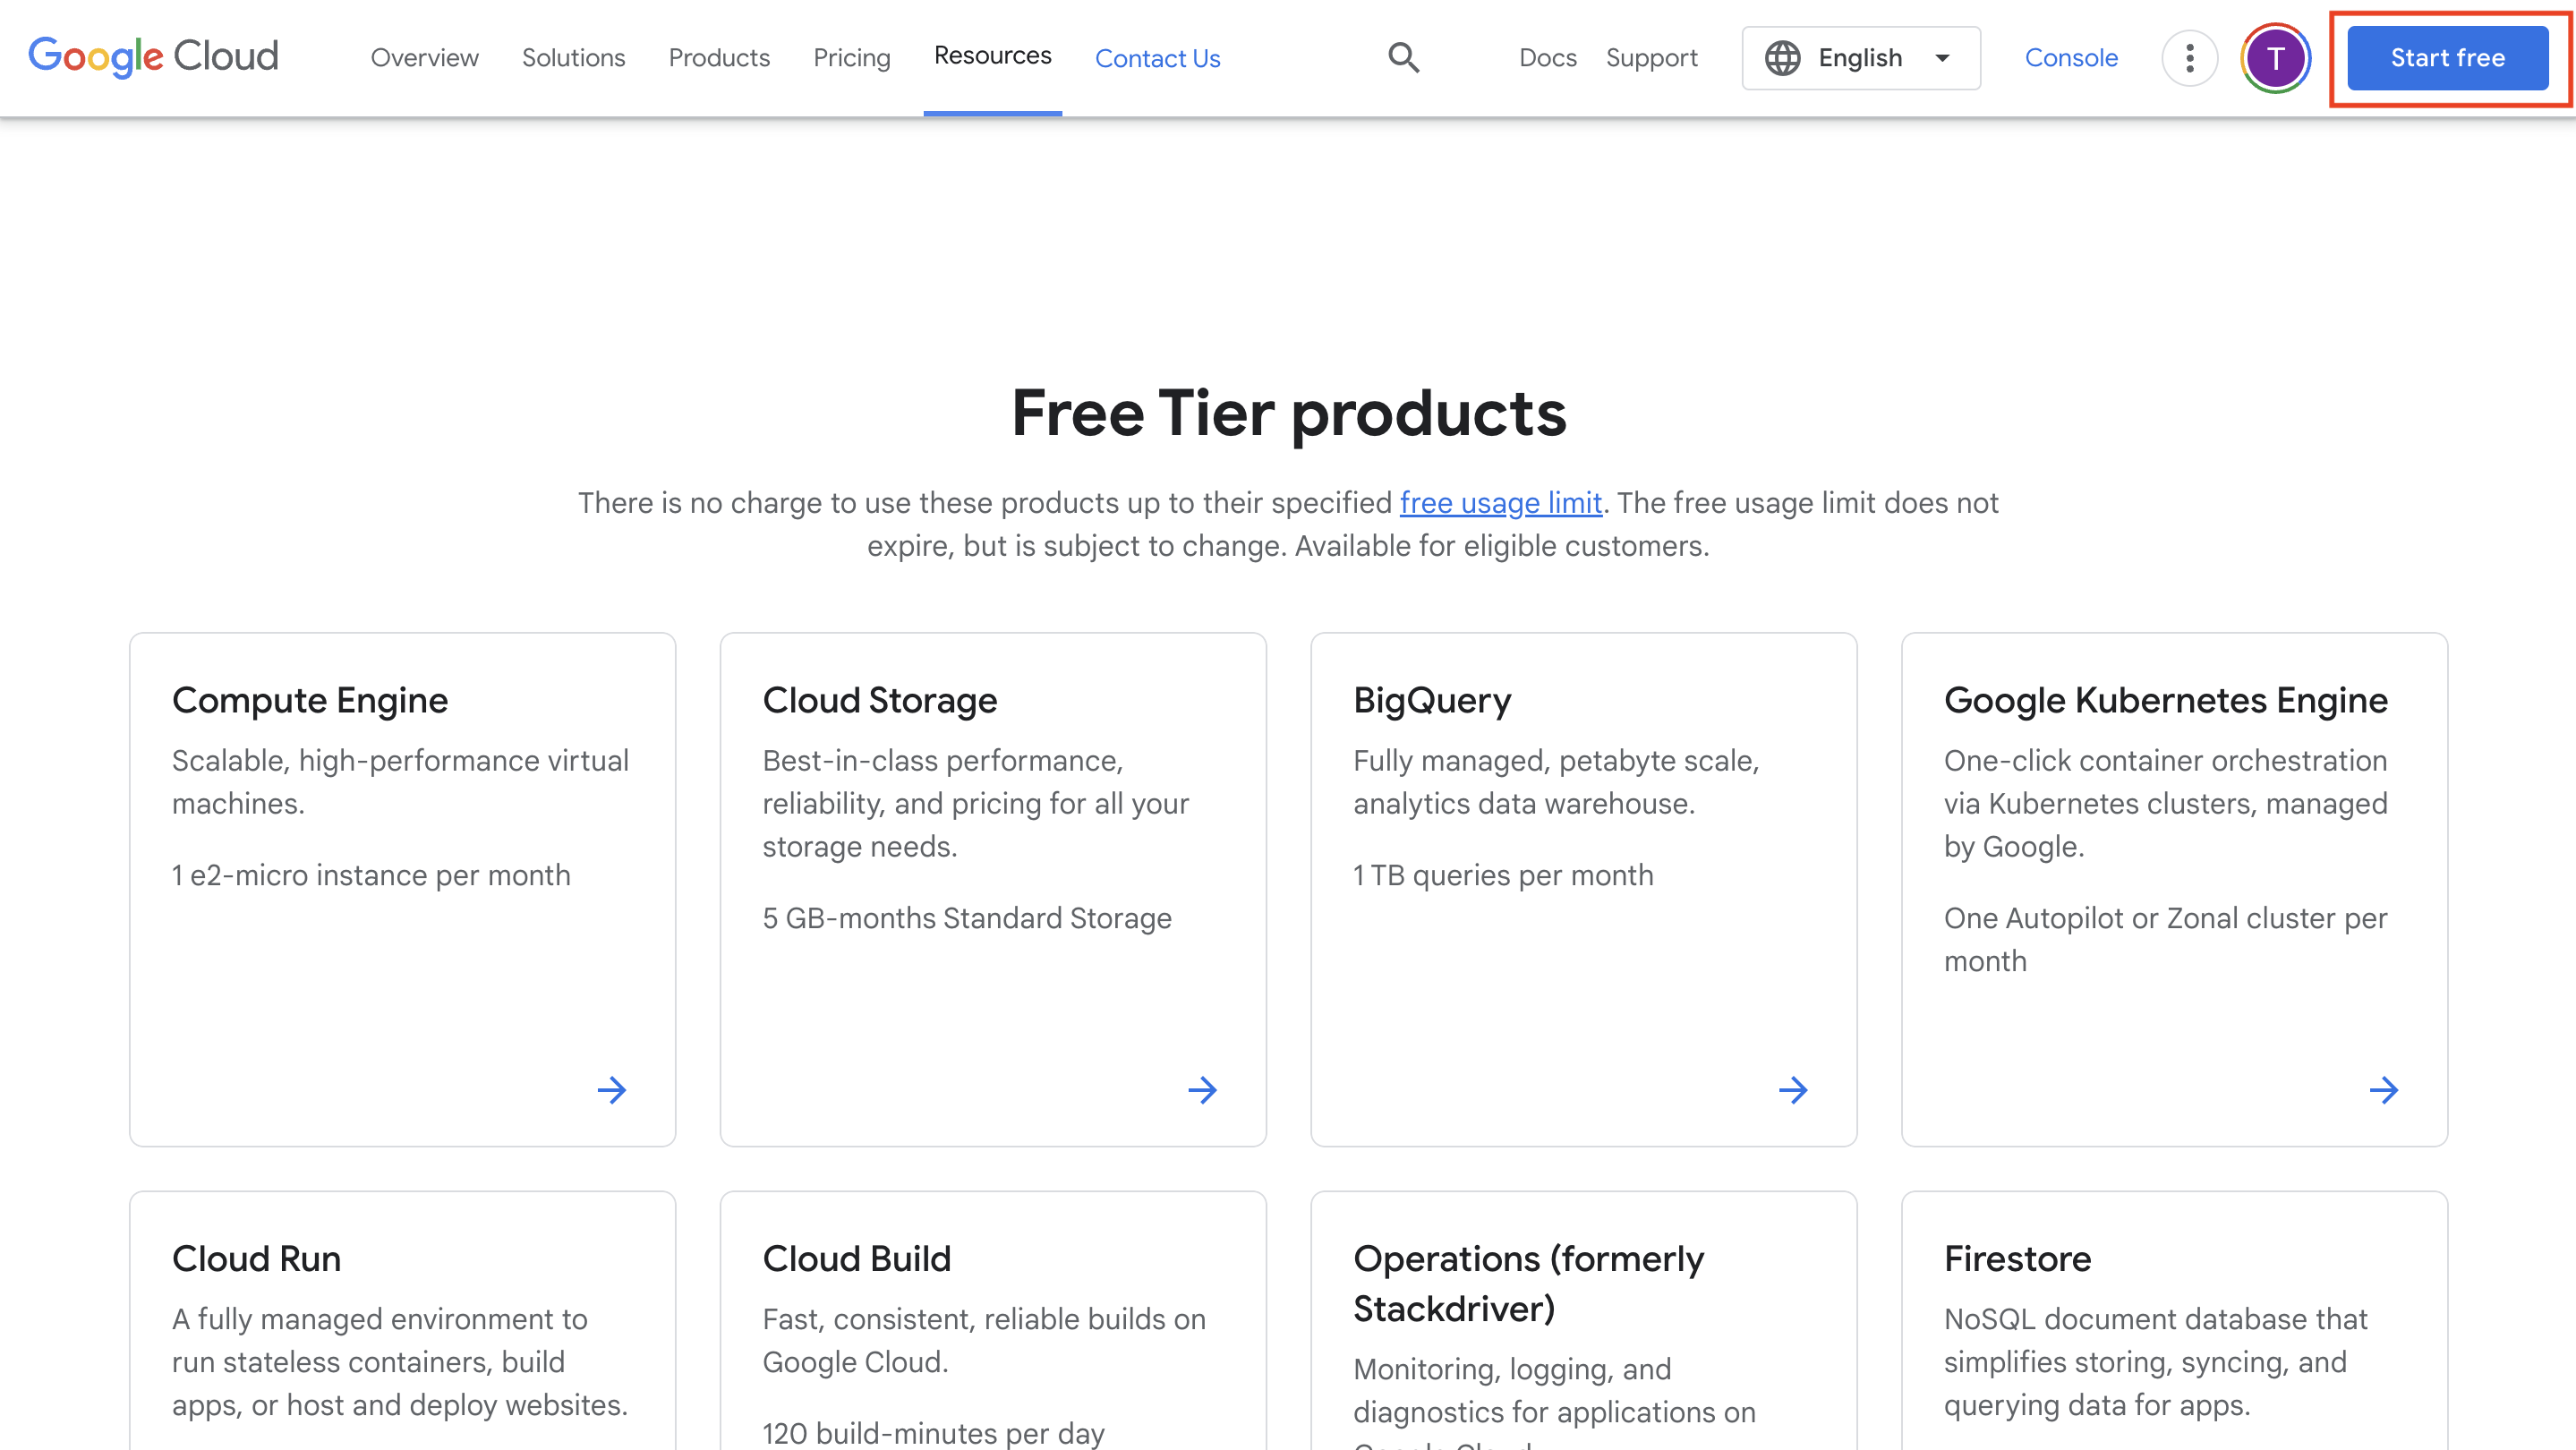 Google Cloud
Overview
Solutions
Products
Pricing
Resources
Contact Us
Docs
Support
English
Console
T
Start free
Free Tier products
There is no charge to use these products up to their specified free usage limit. The free usage limit does not
expire, but is subject to change. Available for eligible customers.
Compute Engine
Scalable, high-performance virtual
machines.
1 e2-micro instance per month
Cloud Storage
Best-in-class performance,
reliability, and pricing for all your
storage needs.
5 GB-months Standard Storage
BigQuery
Fully managed, petabyte scale,
analytics data warehouse.
1 TB queries per month
Google Kubernetes Engine
One-click container orchestration
via Kubernetes clusters, managed
by Google.
One Autopilot or Zonal cluster per
month
Cloud Run
A fully managed environment to
run stateless containers, build
apps, or host and deploy websites.
Cloud Build
Fast, consistent, reliable builds on
Google Cloud.
120 build-minutes per day
Operations (formerly
Stackdriver)
Monitoring, logging, and
diagnostics for applications on
Firestore
NoSQL document database that
simplifies storing, syncing, and
querying data for apps.